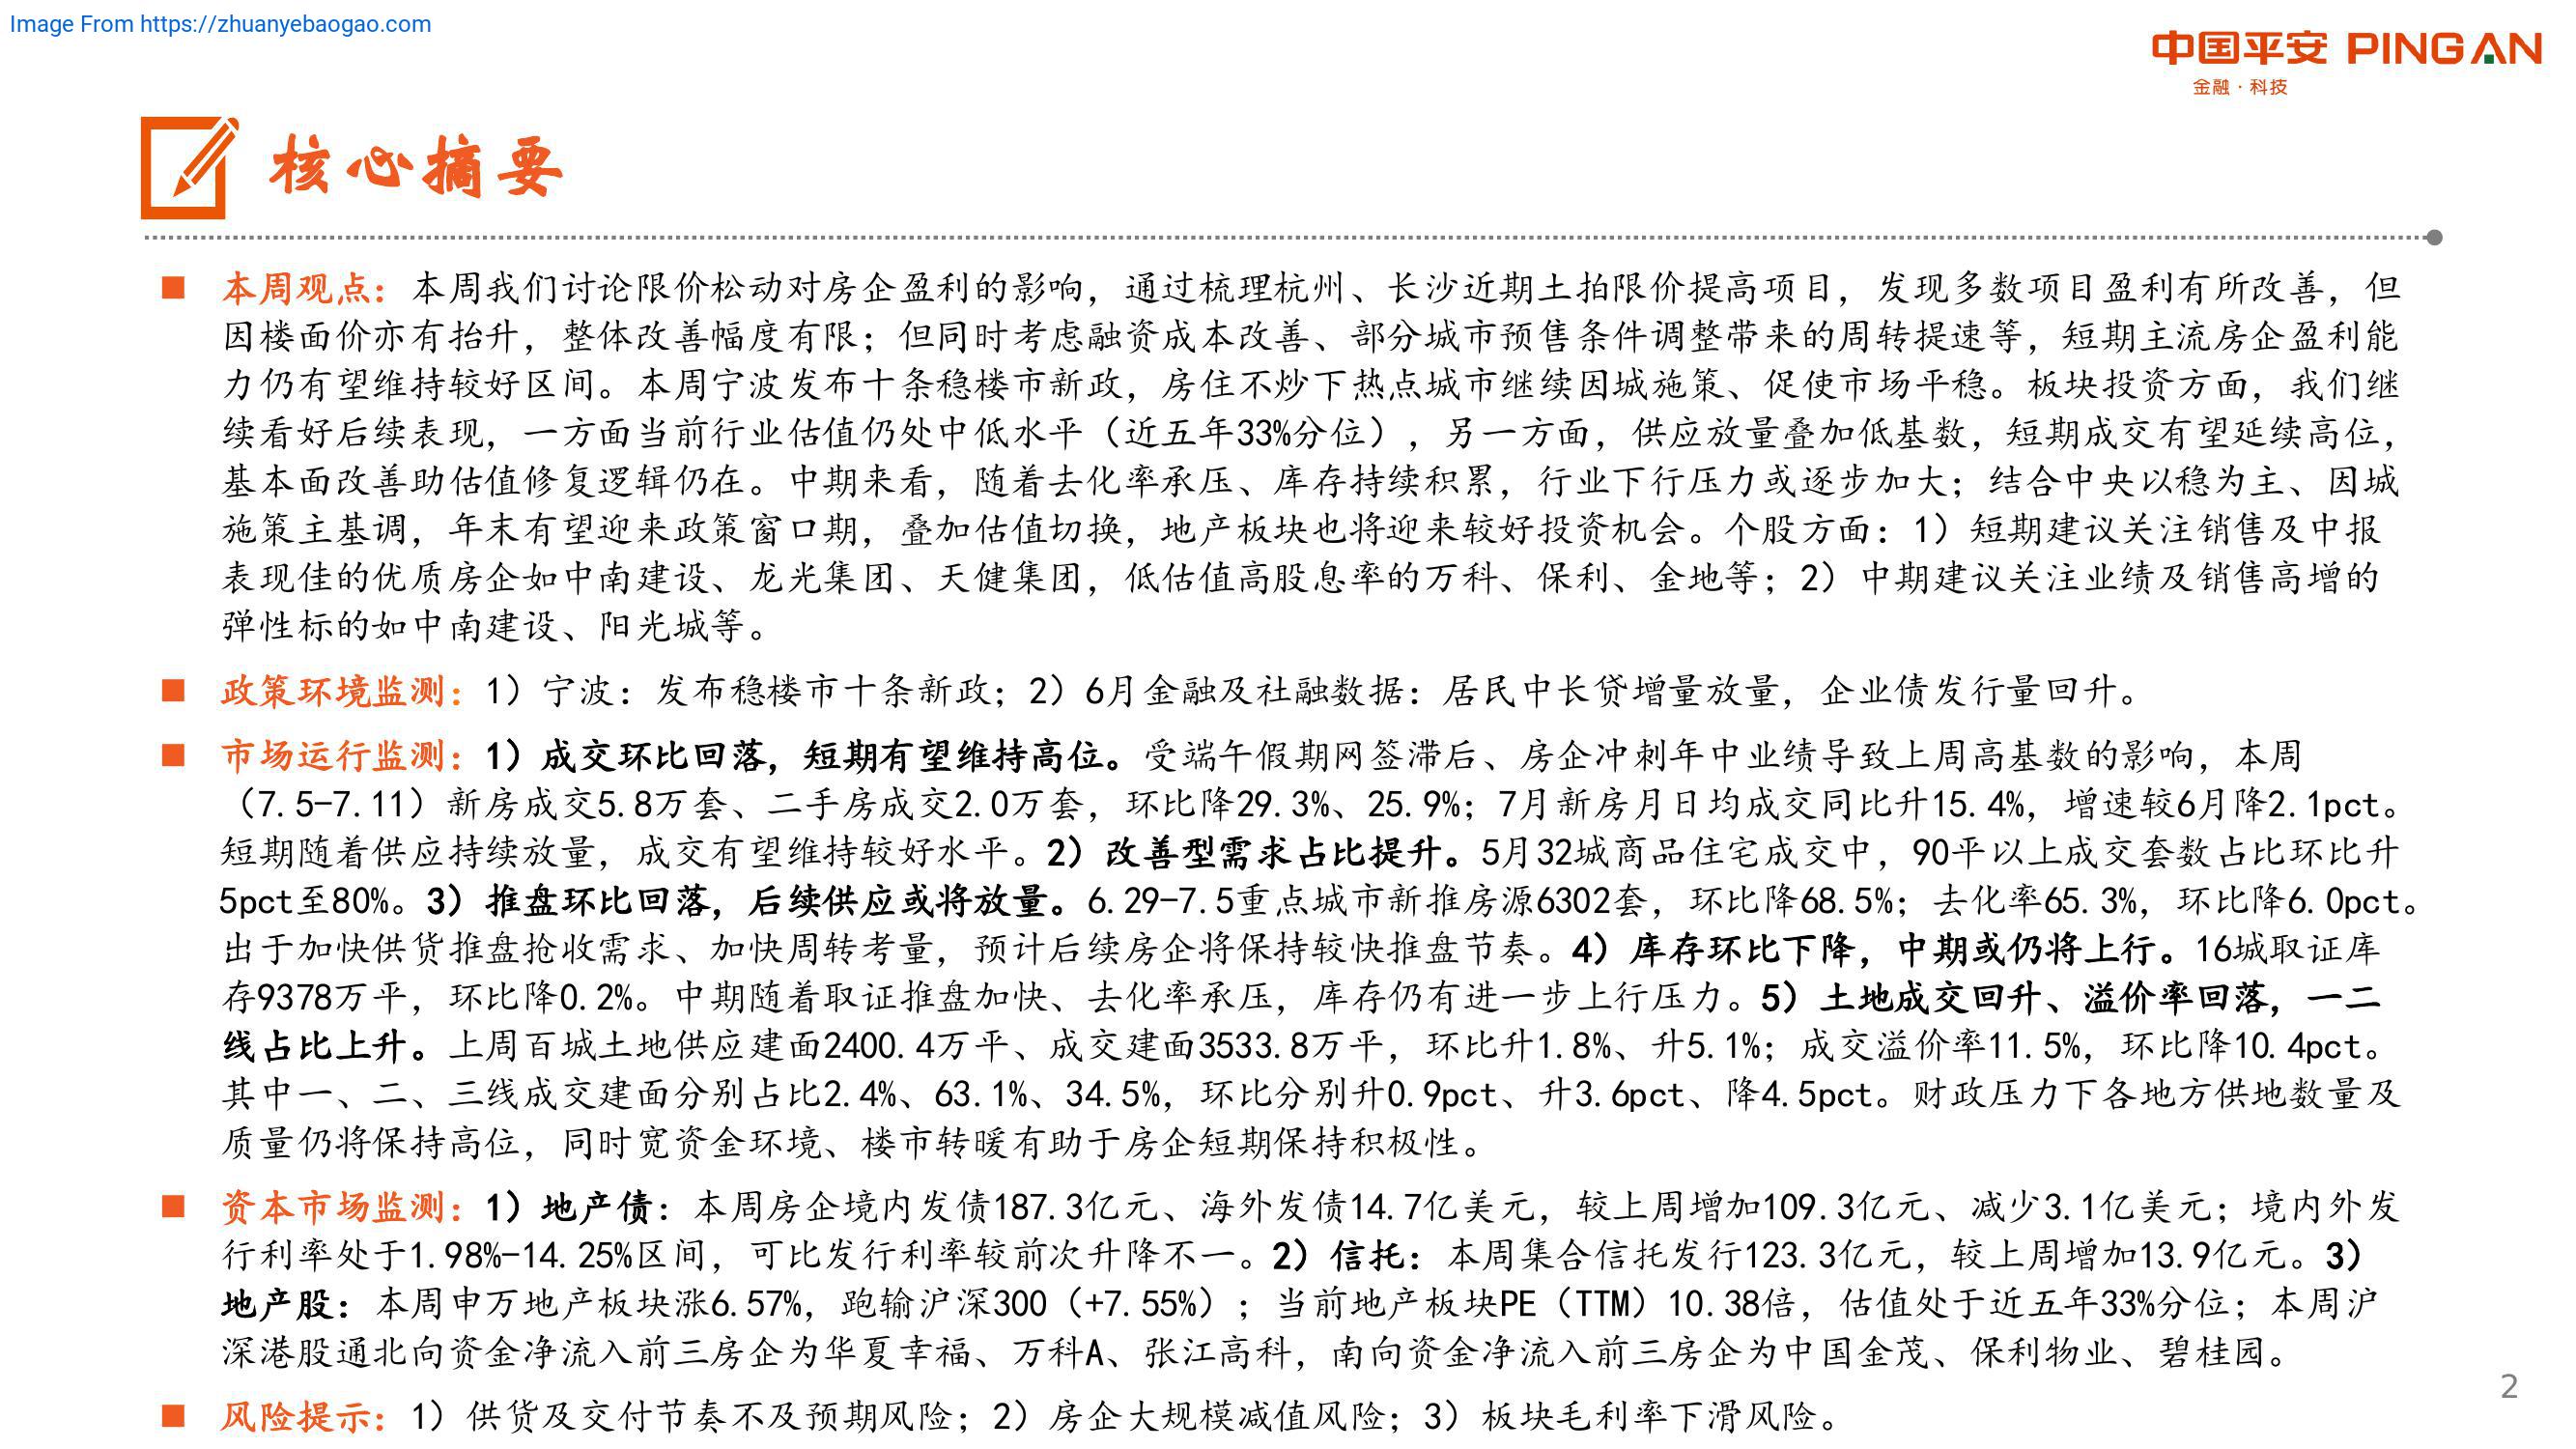 Image From https://zhuanyebaogao.com
中国平安 PINGAN
金融·科技
核心摘要
本周观点：本周我们讨论限价松动对房企盈利的影响，通过梳理杭州、长沙近期土拍限价提高项目，发现多数项目盈利有所改善，但
因楼面价亦有抬升，整体改善幅度有限；但同时考虑融资成本改善、部分城市预售条件调整带来的周转提速等，短期主流房企盈利能
力仍有望维持较好区间。本周宁波发布十条稳楼市新政，房住不炒下热点城市继续因城施策、促使市场平稳。板块投资方面，我们继
续看好后续表现，一方面当前行业估值仍处中低水平（近五年33%分位），另一方面，供应放量叠加低基数，短期成交有望延续高位，
基本面改善助估值修复逻辑仍在。中期来看，随着去化率承压、库存持续积累，行业下行压力或逐步加大；结合中央以稳为主、因城
施策主基调，年末有望迎来政策窗口期，叠加估值切换，地产板块也将迎来较好投资机会。个股方面：1）短期建议关注销售及中报
表现佳的优质房企如中南建设、龙光集团、天健集团，低估值高股息率的万科、保利、金地等；2）中期建议关注业绩及销售高增的
弹性标的如中南建设、阳光城等。
政策环境监测：1）宁波：发布稳楼市十条新政；2）6月金融及社融数据：居民中长贷增量放量，企业债发行量回升。
市场运行监测：1）成交环比回落，短期有望维持高位。受端午假期网签滞后、房企冲刺年中业绩导致上周高基数的影响，本周
（7.5-7.11）新房成交5.8万套、二手房成交2.0万套，环比降29.3%、25.9%；7月新房月日均成交同比升15.4%，增速较6月降2.1pct。
短期随着供应持续放量，成交有望维持较好水平。2）改善型需求占比提升。5月32城商品住宅成交中，90平以上成交套数占比环比升
5pct至80%。3）推盘环比回落，后续供应或将放量。6.29-7.5重点城市新推房源6302套，环比降68.5%；去化率65.3%，环比降6.0pct。
出于加快供货推盘抢收需求、加快周转考量，预计后续房企将保持较快推盘节奏。4）库存环比下降，中期或仍将上行。16城取证库
存9378万平，环比降0.2%。中期随着取证推盘加快、去化率承压，库存仍有进一步上行压力。5）土地成交回升、溢价率回落，一二
线占比上升。上周百城土地供应建面2400.4万平、成交建面3533.8万平，环比升1.8%、升5.1%；成交溢价率11.5%，环比降10.4pct。
其中一、二、三线成交建面分别占比2.4%、63.1%、34.5%，环比分别升0.9pct、升3.6pct、降4.5pct。财政压力下各地方供地数量及
质量仍将保持高位，同时宽资金环境、楼市转暖有助于房企短期保持积极性。
资本市场监测：1）地产债：本周房企境内发债187.3亿元、海外发债14.7亿美元，较上周增加109.3亿元、减少3.1亿美元；境内外发
行利率处于1.98%-14.25%区间，可比发行利率较前次升降不一。2）信托：本周集合信托发行123.3亿元，较上周增加13.9亿元。3）
地产股：本周申万地产板块涨6.57%，跑输沪深300（+7.55%）；当前地产板块PE（TTM）10.38倍，估值处于近五年33%分位；本周沪
深港股通北向资金净流入前三房企为华夏幸福、万科A、张江高科，南向资金净流入前三房企为中国金茂、保利物业、碧桂园。
风险提示：1）供货及交付节奏不及预期风险；2）房企大规模减值风险；3）板块毛利率下滑风险。
2